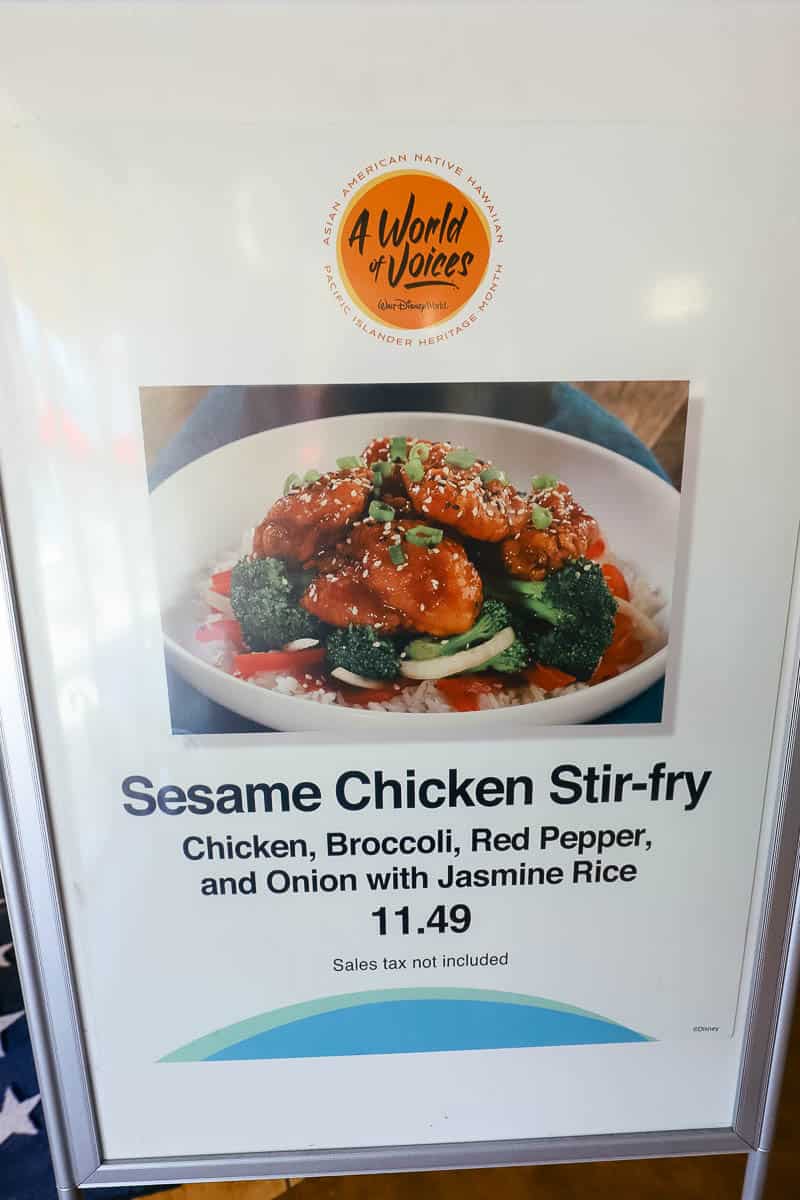 ASIAN AMERICAN NATIVE HAWAIIAN
PACIFIC ISLANDER HERITAGE MONTH
A World
of Voices
Walt Disney World.
Sesame Chicken Stir-fry
Chicken, Broccoli, Red Pepper,
and Onion with Jasmine Rice
11.49
Sales tax not included
©Disney